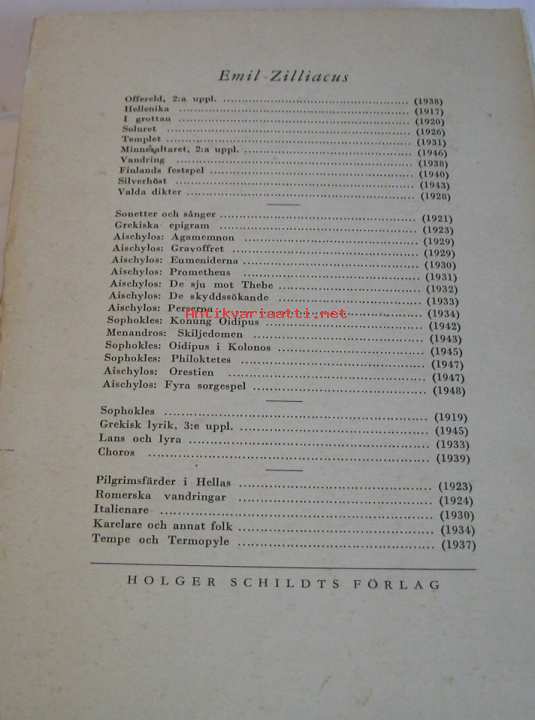 Emil Zilliacus
Offereld, 2:a uppl. (1938)
Hellenika (1917)
I grottan (1920)
Soluret (1926)
Templet (1931)
Minnesaltaret, 2:a uppl. (1946)
Vandring (1938)
Finlands festspel (1940)
Silverhöst (1943)
Valda dikter (1928)
Sonetter och sånger (1921)
Grekiska epigram (1923)
Aischylos: Agamemnon (1929)
Aischylos: Gravoffret (1929)
Aischylos: Eumeniderna (1930)
Aischylos: Prometheus (1931)
Aischylos: De sju mot Thebe (1932)
Aischylos: De skyddssökande (1933)
Aischylos: Perserna (1934)
Antikvariaatti.net
Sophokles: Konung Oidipus (1942)
Menandros: Skiljedomen (1943)
Sophokles: Oidipus i Kolonos (1945)
Sophokles: Philoktetes (1947)
Aischylos: Orestien (1947)
Aischylos: Fyra sorgespel (1948)
Sophokles (1919)
Grekisk lyrik, 3:e uppl. (1945)
Lans och lyra (1933)
Choros (1939)
Pilgrimsfärder i Hellas (1923)
Romerska vandringar (1924)
Italienare (1930)
Karelare och annat folk (1934)
Tempe och Termopyle (1937)
HOLGER SCHILDTS FÖRLAG